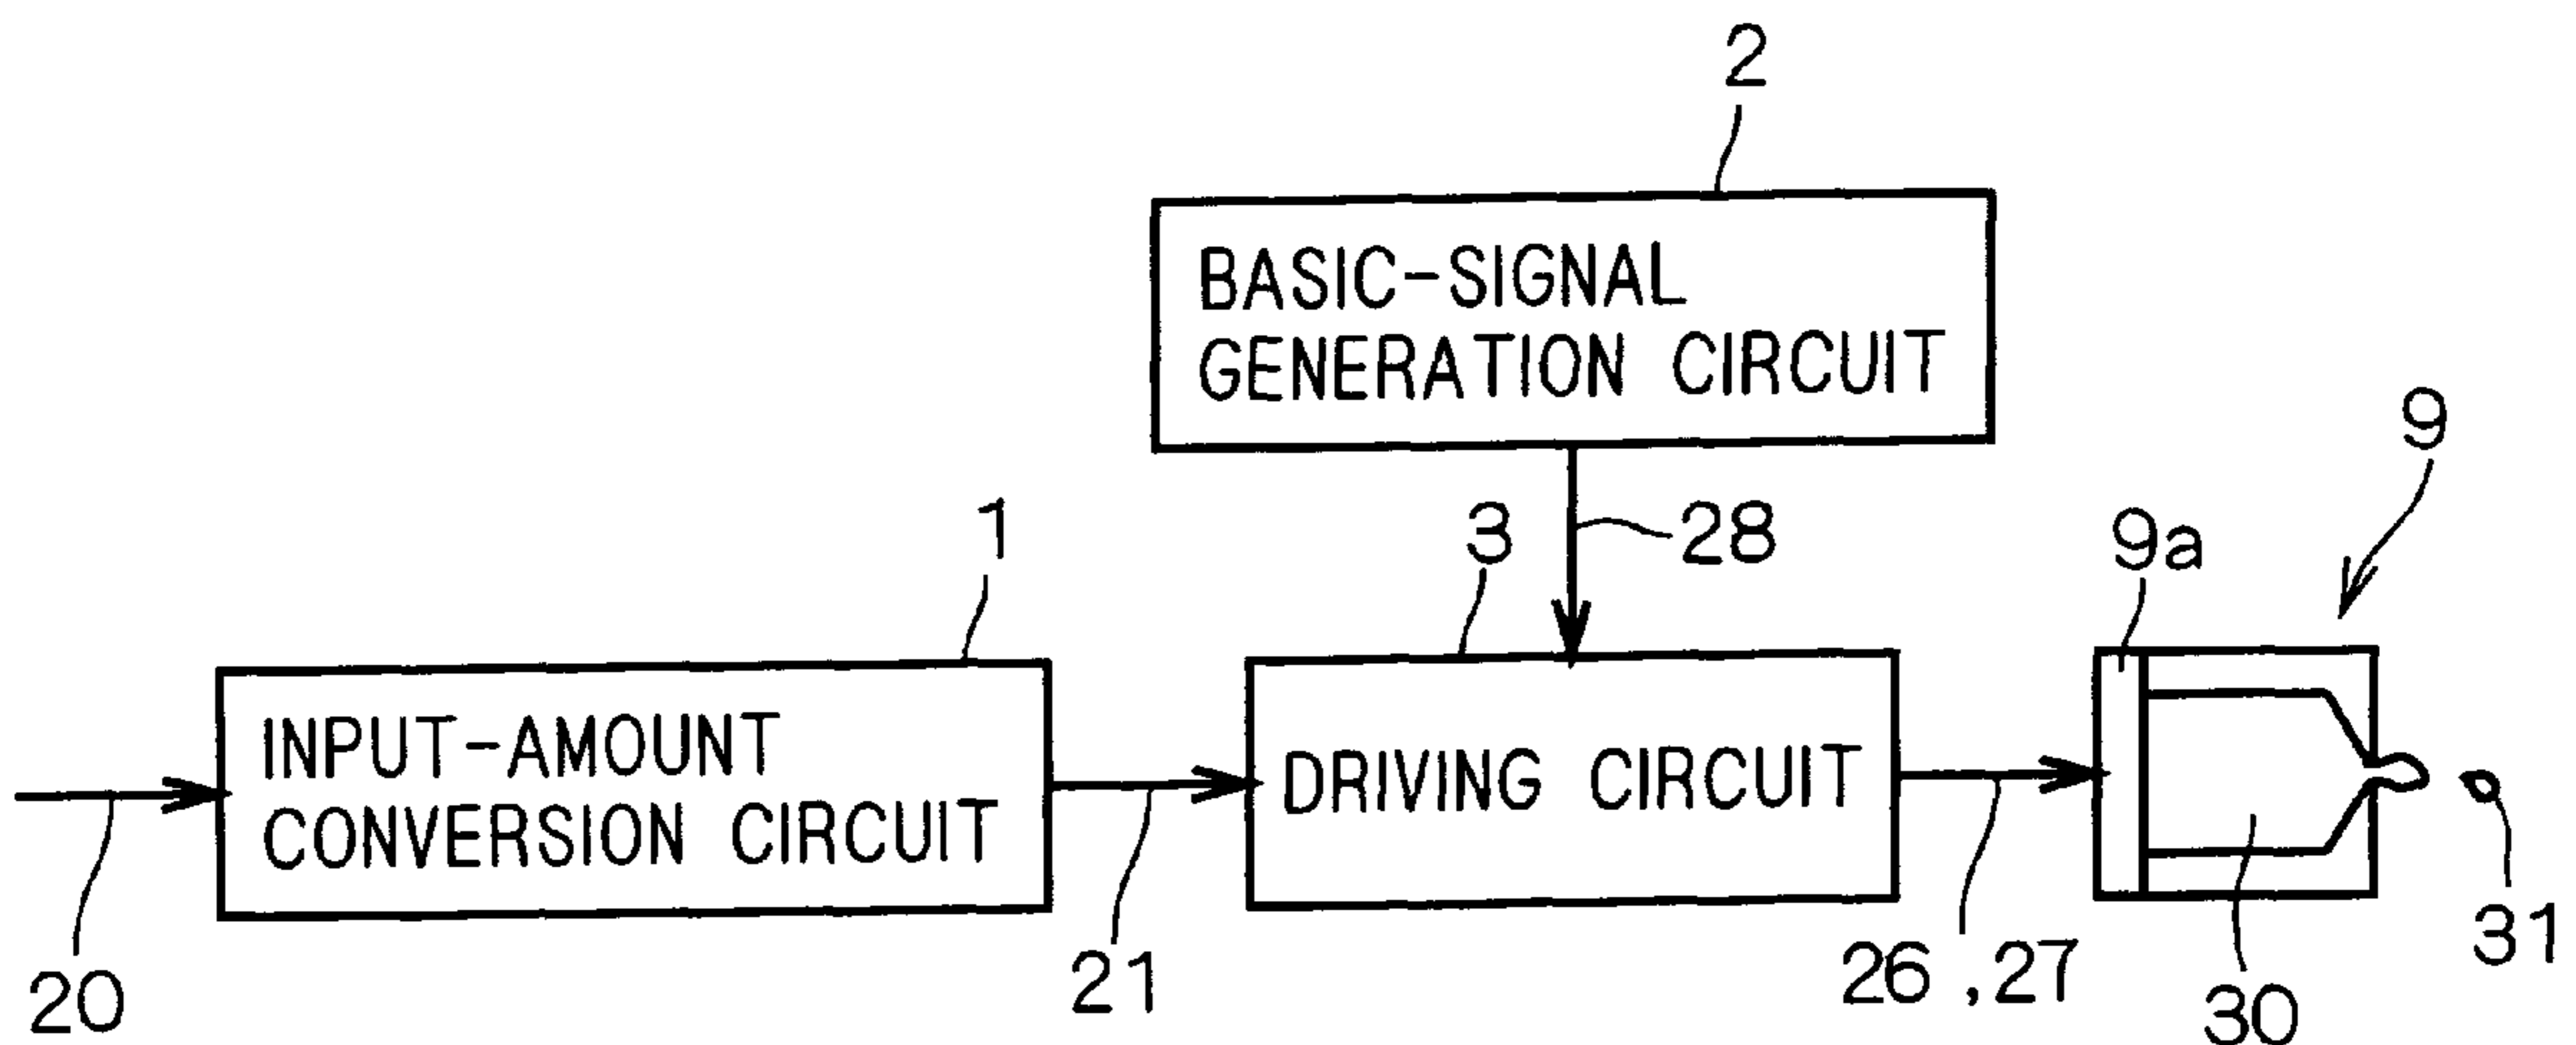 2
BASIC-SIGNAL
GENERATION CIRCUIT
9
1
3
28
9a
INPUT-AMOUNT
CONVERSION CIRCUIT
DRIVING CIRCUIT
20
21
26,27
30
31